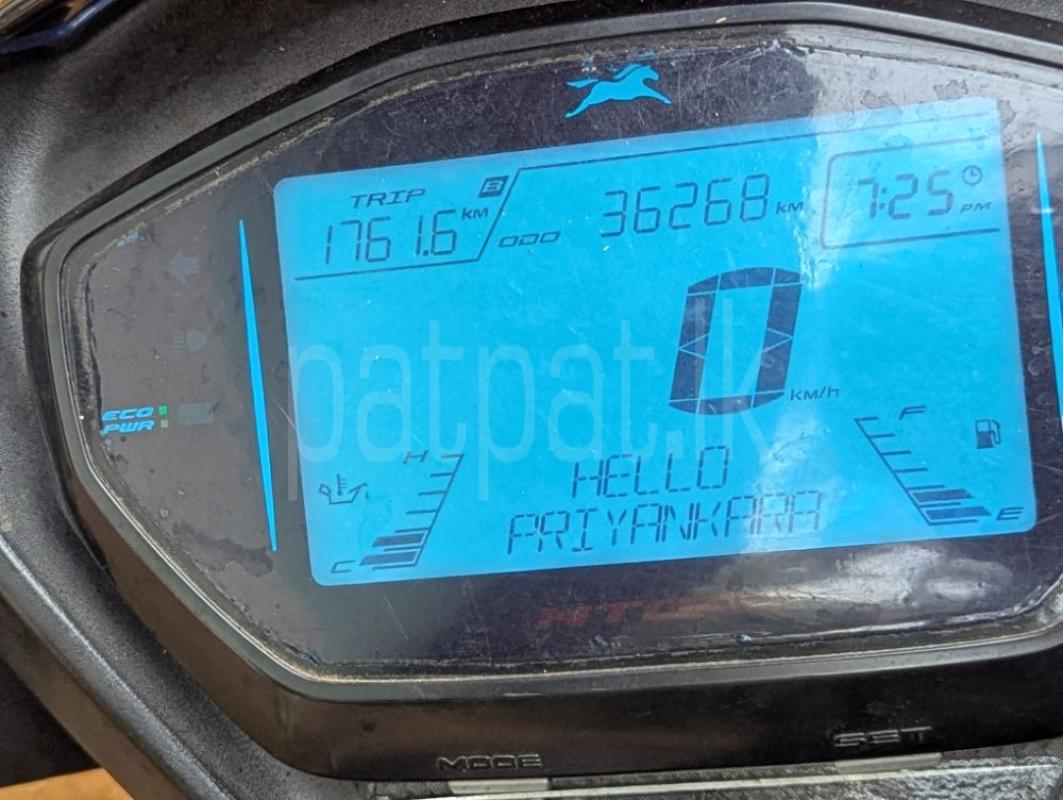 TRIP B
1761.6 KM
ODO 36268 KM
7:25 PM
0 km/h
ECO
PWR
H
C
F
E
HELLO
PRIYANKARA
NTORQ
MODE
SET
patpat.lk